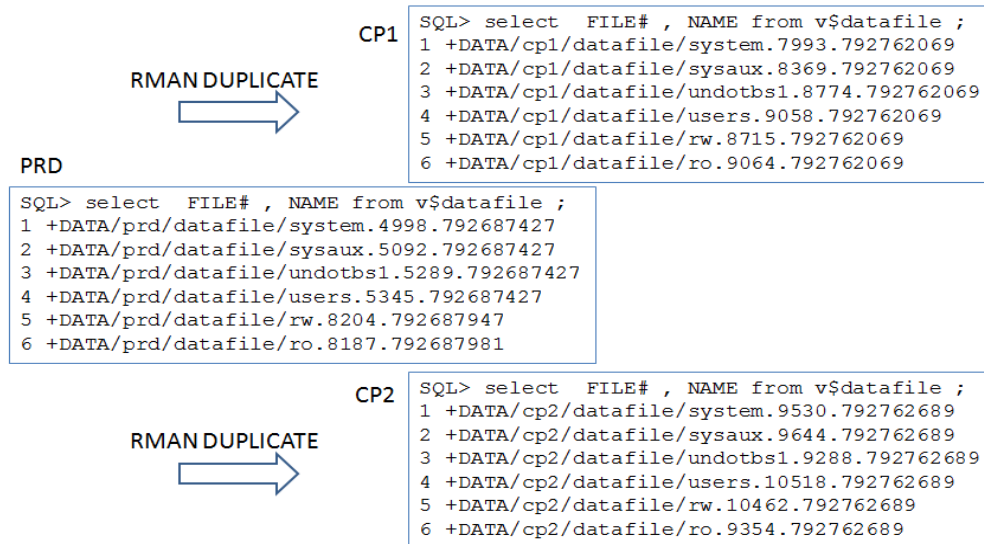 CP1
SQL> select  FILE# , NAME from v$datafile ;
1 +DATA/cp1/datafile/system.7993.792762069
2 +DATA/cp1/datafile/sysaux.8369.792762069
3 +DATA/cp1/datafile/undotbs1.8774.792762069
4 +DATA/cp1/datafile/users.9058.792762069
5 +DATA/cp1/datafile/rw.8715.792762069
6 +DATA/cp1/datafile/ro.9064.792762069
RMAN DUPLICATE
PRD
SQL> select  FILE# , NAME from v$datafile ;
1 +DATA/prd/datafile/system.4998.792687427
2 +DATA/prd/datafile/sysaux.5092.792687427
3 +DATA/prd/datafile/undotbs1.5289.792687427
4 +DATA/prd/datafile/users.5345.792687427
5 +DATA/prd/datafile/rw.8204.792687947
6 +DATA/prd/datafile/ro.8187.792687981
CP2
SQL> select  FILE# , NAME from v$datafile ;
1 +DATA/cp2/datafile/system.9530.792762689
2 +DATA/cp2/datafile/sysaux.9644.792762689
3 +DATA/cp2/datafile/undotbs1.9288.792762689
4 +DATA/cp2/datafile/users.10518.792762689
5 +DATA/cp2/datafile/rw.10462.792762689
6 +DATA/cp2/datafile/ro.9354.792762689
RMAN DUPLICATE